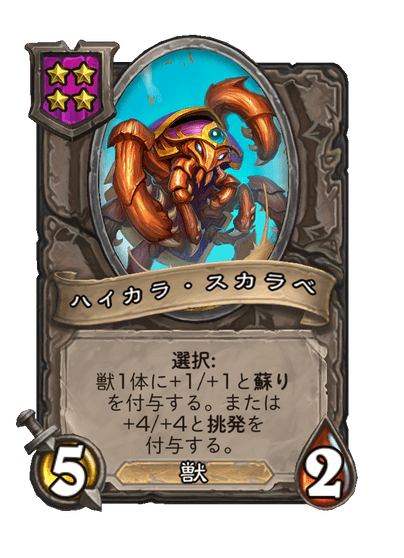 ハイカラ・スカラベ
選択:
獣1体に+1/+1と蘇り
を付与する。または
+4/+4と挑発を
付与する。
獣
5
2